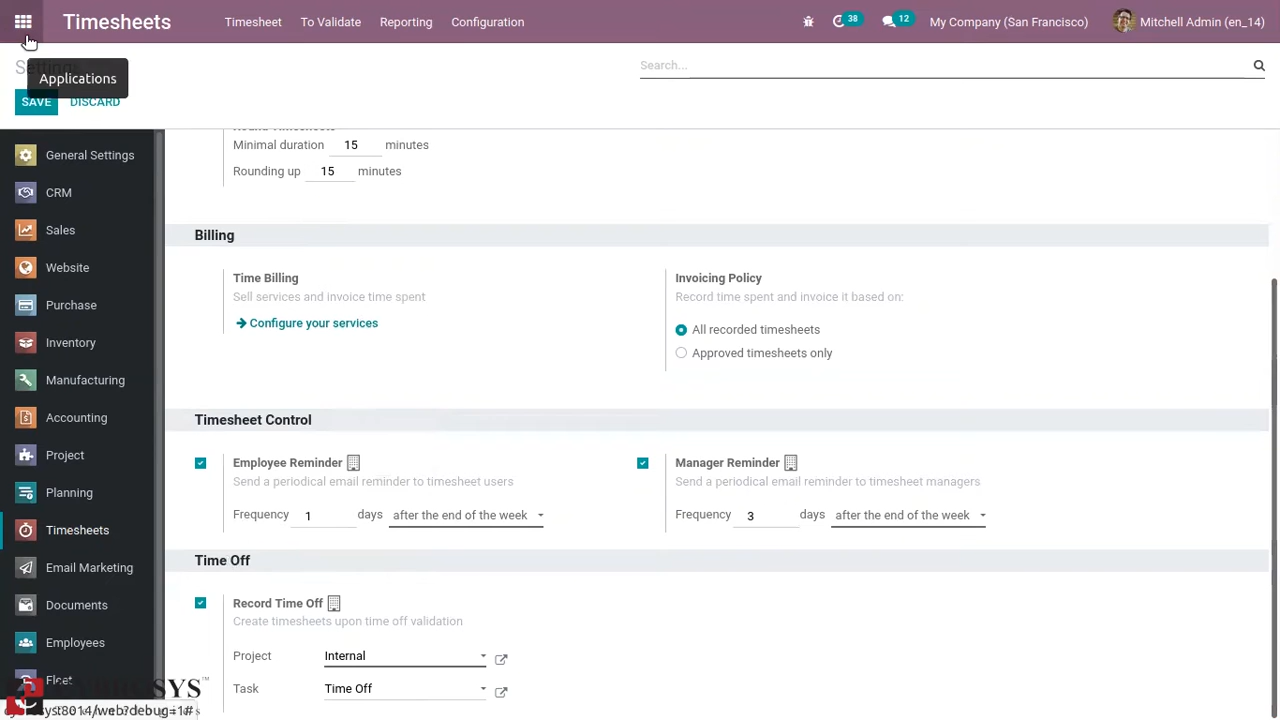 Timesheets Timesheet To Validate Reporting Configuration 38 12 My Company (San Francisco) Mitchell Admin (en_14)
Applications
Search...
SAVE DISCARD
General Settings
CRM
Sales
Website
Purchase
Inventory
Manufacturing
Accounting
Project
Planning
Timesheets
Email Marketing
Documents
Employees
Fleet
Minimal duration 15 minutes
Rounding up 15 minutes
Billing
Time Billing
Sell services and invoice time spent
Configure your services
Invoicing Policy
Record time spent and invoice it based on:
All recorded timesheets
Approved timesheets only
Timesheet Control
Employee Reminder
Send a periodical email reminder to timesheet users
Frequency 1 days after the end of the week
Manager Reminder
Send a periodical email reminder to timesheet managers
Frequency 3 days after the end of the week
Time Off
Record Time Off
Create timesheets upon time off validation
Project Internal
Task Time Off